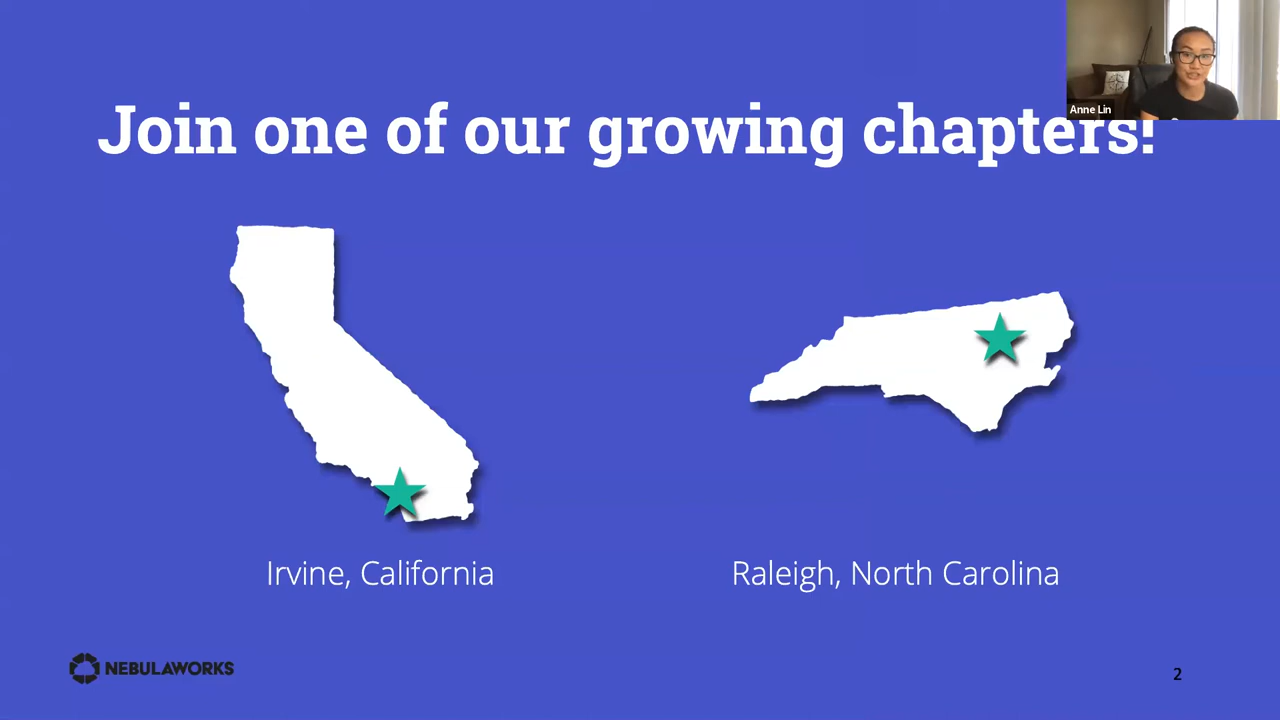 Anne Lin
Join one of our growing chapters!
Irvine, California
Raleigh, North Carolina
NEBULAWORKS
2